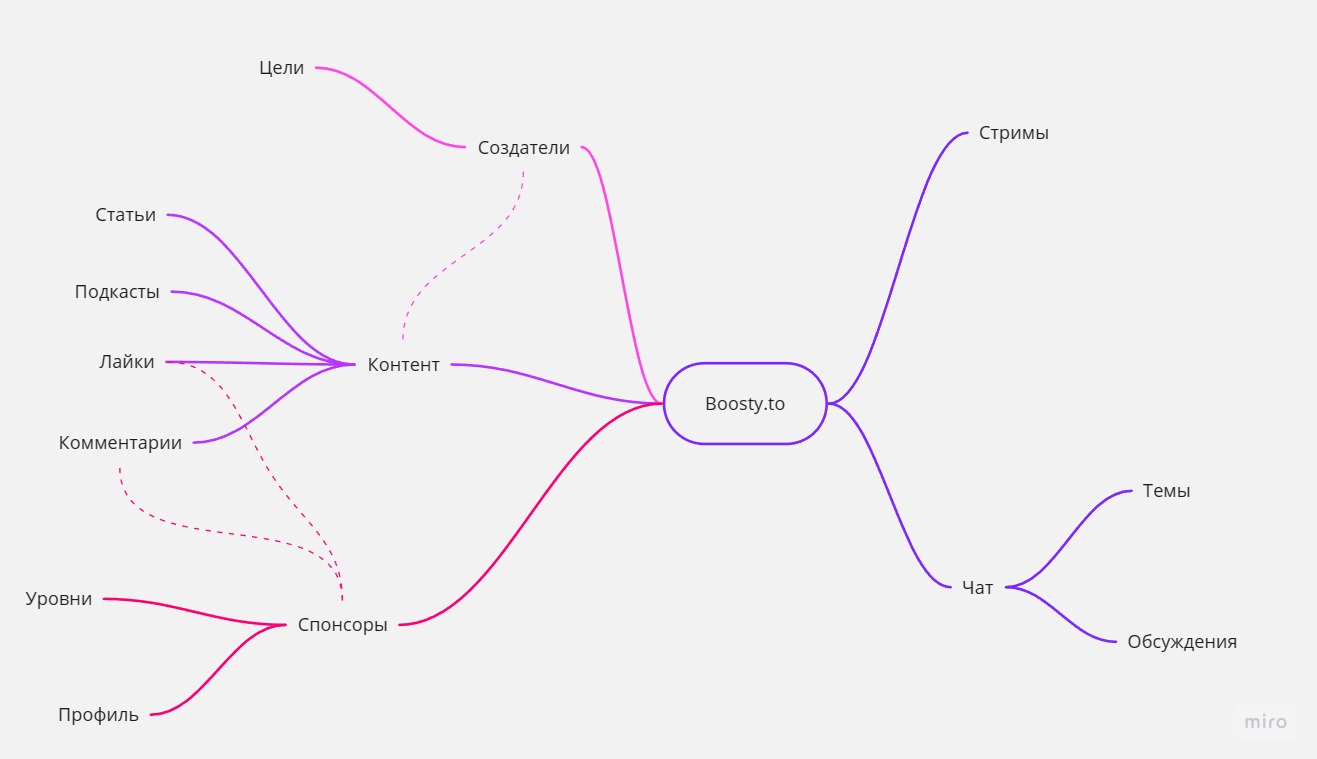 Цели
Создатели
Статьи
Подкасты
Лайки
Контент
Комментарии
Уровни
Спонсоры
Профиль
Boosty.to
Стримы
Чат
Темы
Обсуждения
miro